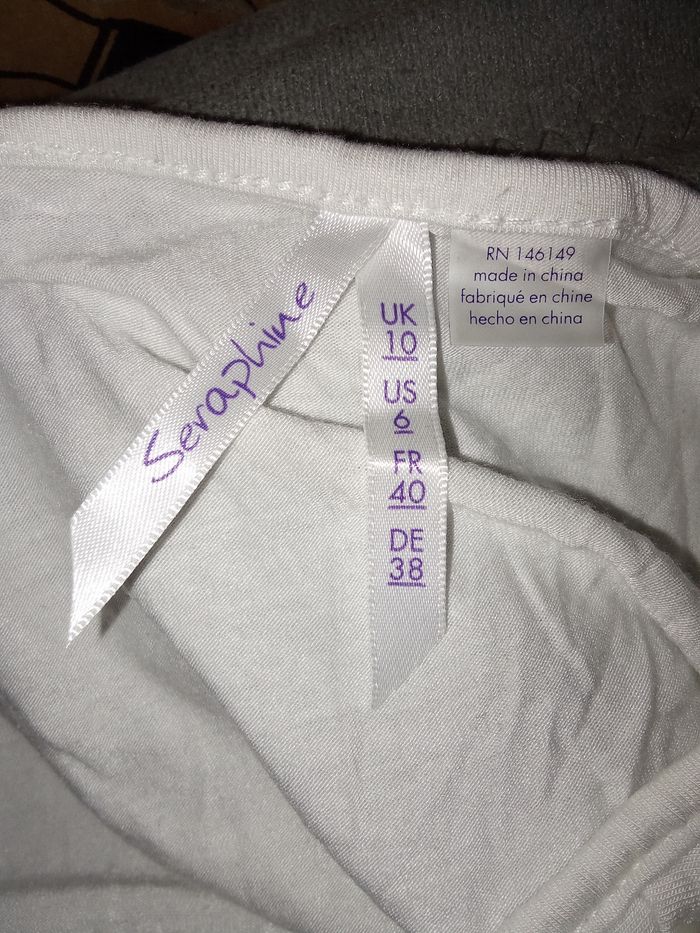 Seraphine
UK
10
US
6
FR
40
DE
38
RN 146149
made in china
fabriqué en chine
hecho en china